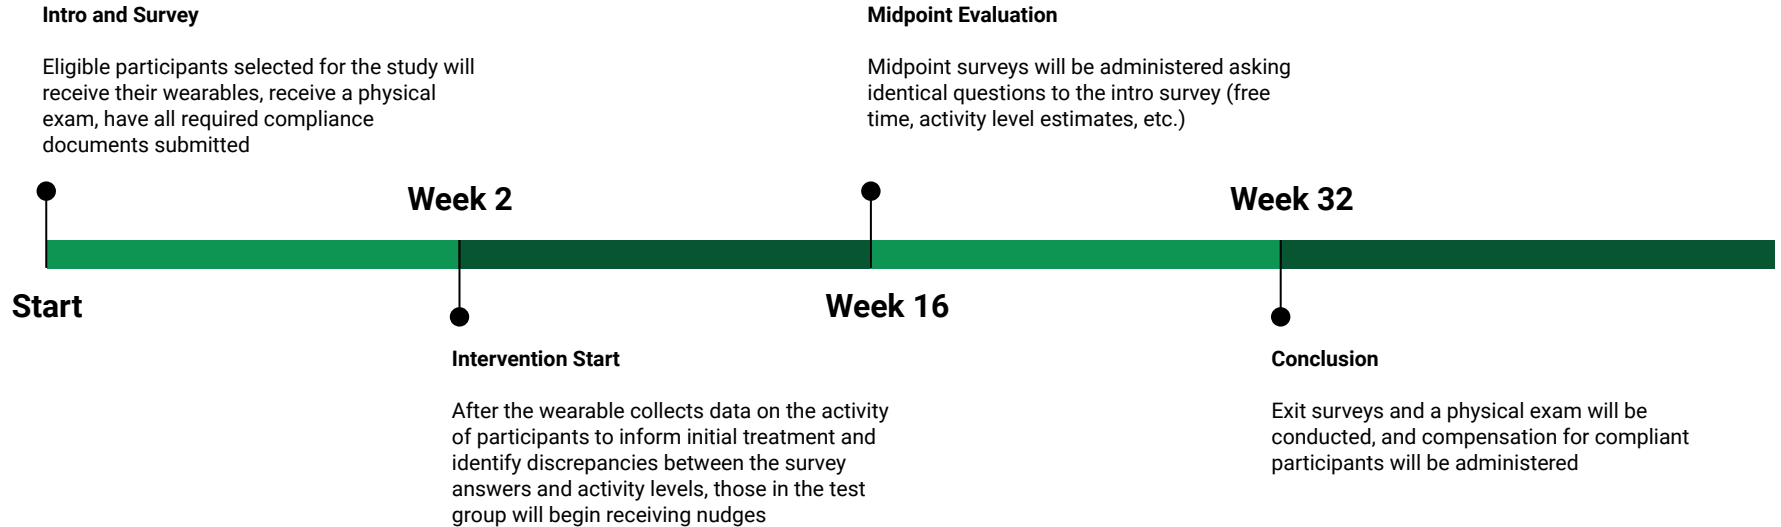 Intro and Survey
Eligible participants selected for the study will
receive their wearables, receive a physical
exam, have all required compliance
documents submitted
Midpoint Evaluation
Midpoint surveys will be administered asking
identical questions to the intro survey (free
time, activity level estimates, etc.)
Week 2
Week 32
Start
Week 16
Intervention Start
After the wearable collects data on the activity
of participants to inform initial treatment and
identify discrepancies between the survey
answers and activity levels, those in the test
group will begin receiving nudges
Conclusion
Exit surveys and a physical exam will be
conducted, and compensation for compliant
participants will be administered